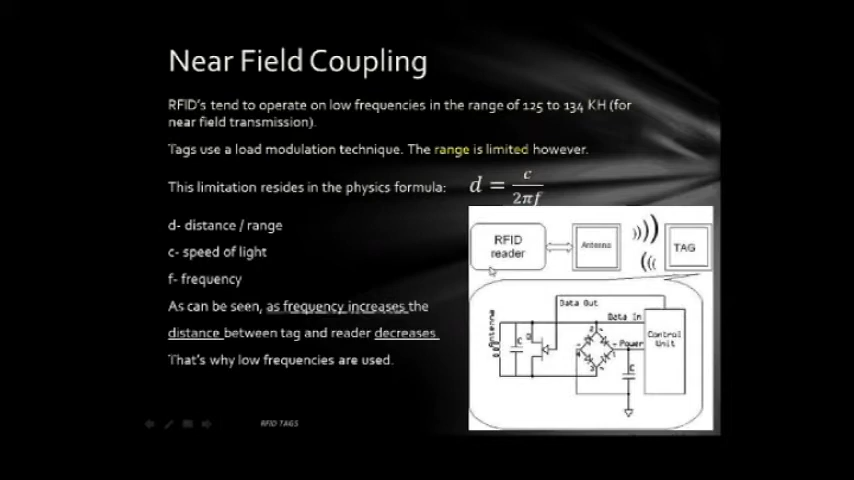 Near Field Coupling
RFID's tend to operate on low frequencies in the range of 125 to 134 KH (for
near field transmission).
Tags use a load modulation technique. The range is limited however.
This limitation resides in the physics formula: d = c / 2πf
d- distance / range
c- speed of light
f- frequency
As can be seen, as frequency increases the
distance between tag and reader decreases
That's why low frequencies are used.
RFID
reader
Antenna
TAG
Data Out
Data In
Antenna
C
Control
Unit
Power
C
RFID TAGS